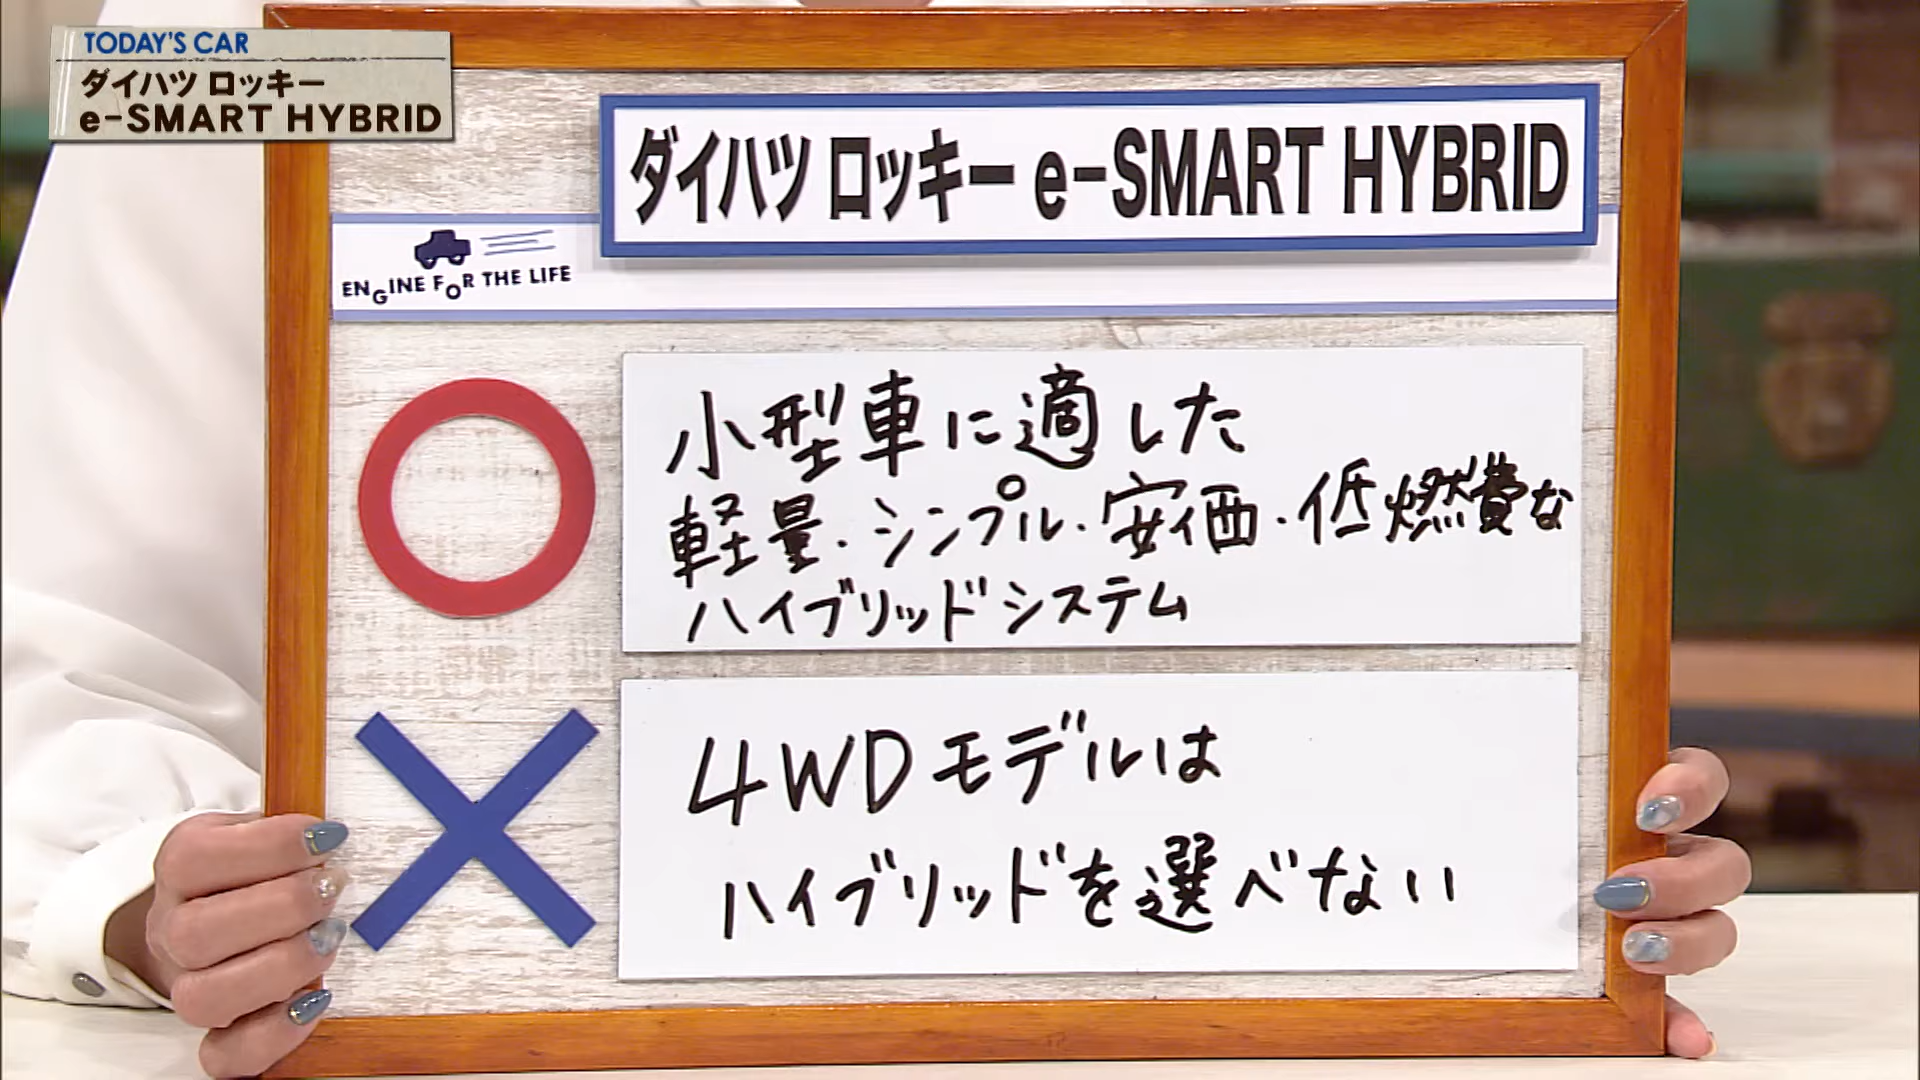 TODAY'S CAR
ダイハツ ロッキー
e-SMART HYBRID
ダイハツ ロッキー e-SMART HYBRID
ENGINE FOR THE LIFE
小型車に適した
軽量・シンプル・安価・低燃費な
ハイブリッドシステム
4WDモデルは
ハイブリッドを選べない